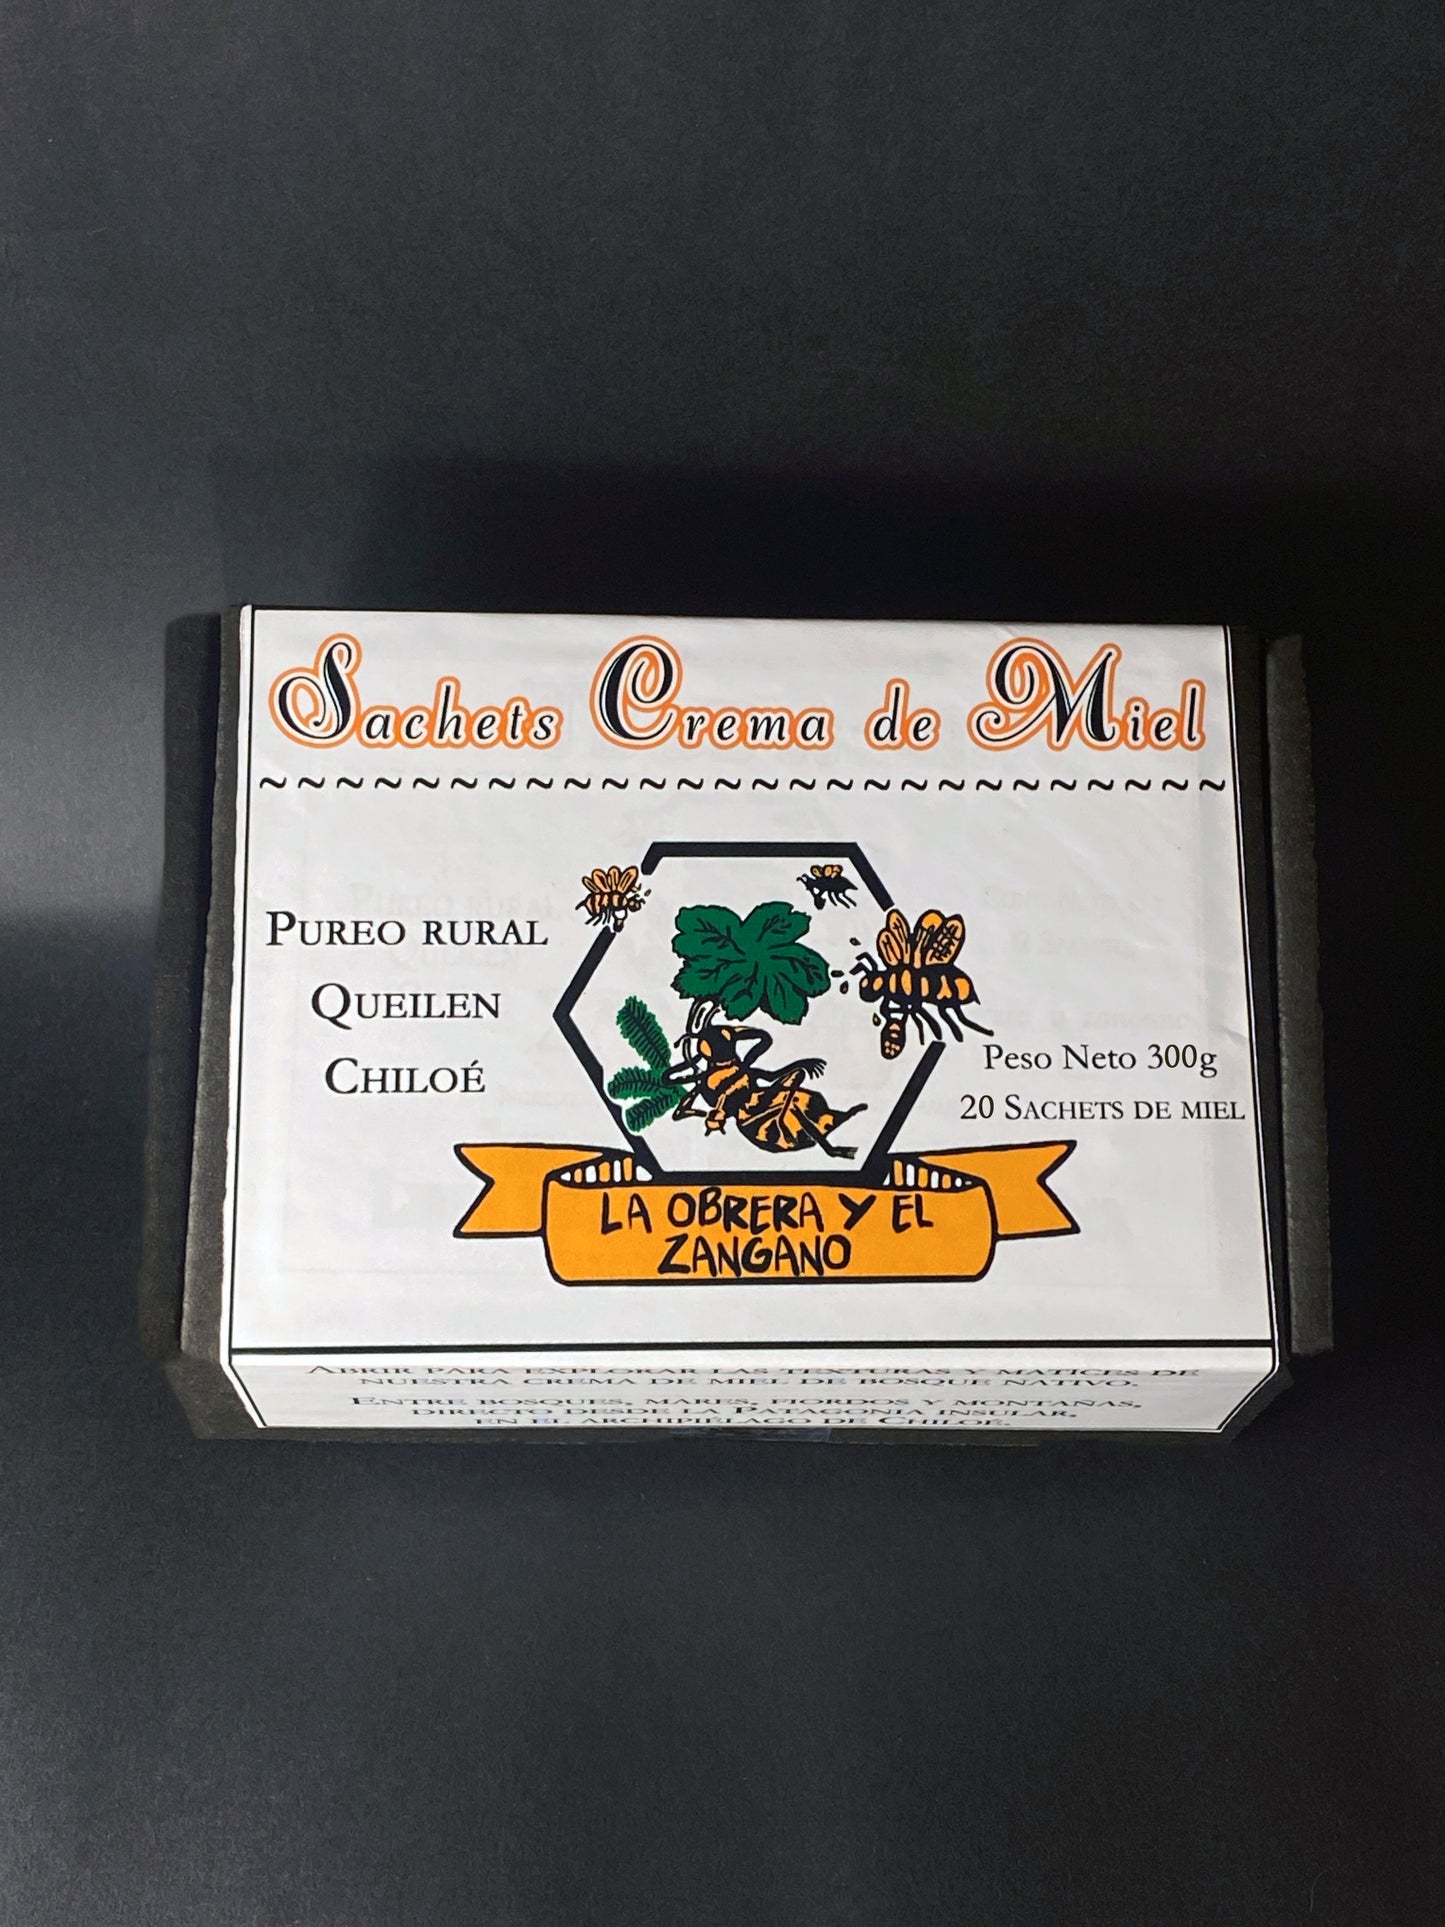 Sachets Crema de Miel
~~~~~~~~~~~~~~~~~~~~~~~~
PUREO RURAL
QUEILEN
CHILOÉ
Peso Neto 300g
20 SACHETS DE MIEL
LA OBRERA Y EL
ZANGANO
ABRIR PARA EXPLORAR LAS TEXTURAS Y MATICES DE
NUESTRA CREMA DE MIEL DE BOSQUE NATIVO.
ENTRE BOSQUES, MARES, FIORDOS Y MONTAÑAS,
DIRECTO DESDE LA PATAGONIA INSULAR,
EN EL ARCHIPIÉLAGO DE CHILOÉ.